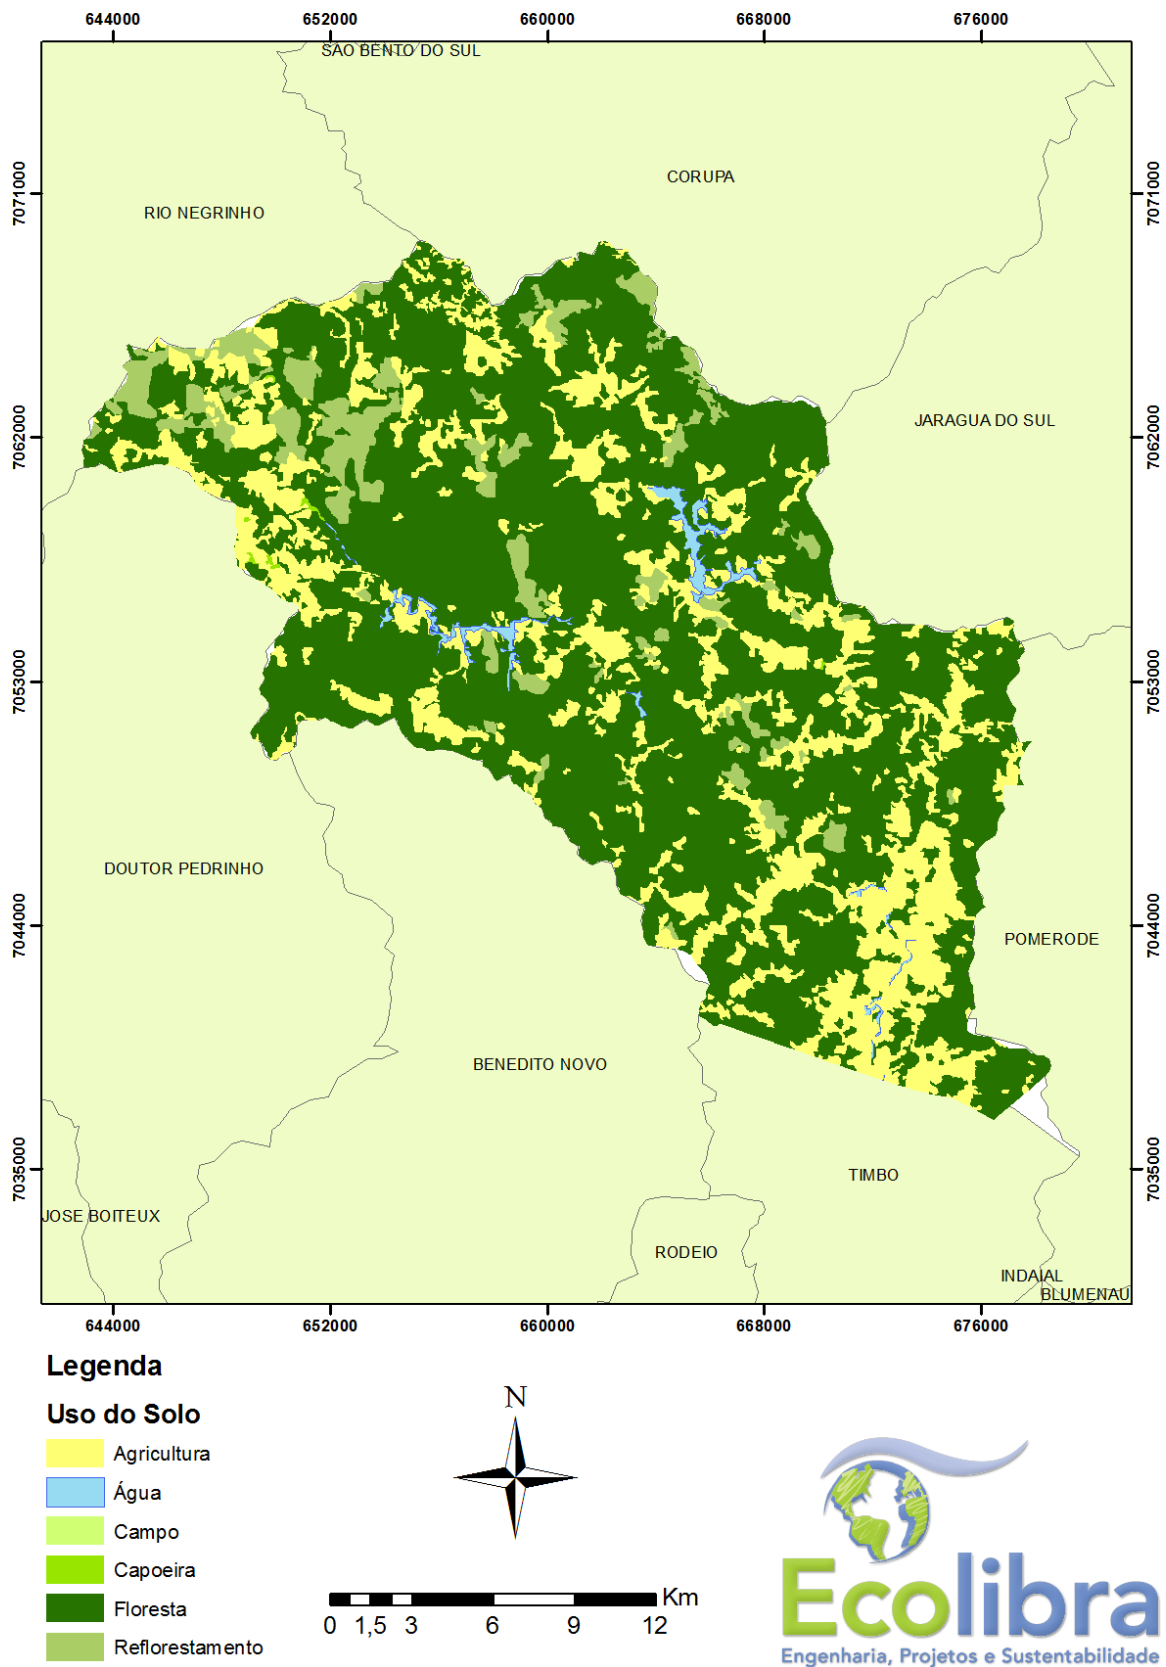 644000 652000 660000 668000 676000
SAO BENTO DO SUL
CORUPA
7071000 7071000
RIO NEGRINHO
JARAGUA DO SUL
7062000 7062000
7053000 7053000
DOUTOR PEDRINHO
7044000 7044000
POMERODE
BENEDITO NOVO
7035000 7035000
TIMBO
JOSE BOITEUX
RODEIO
INDAIAL
BLUMENAU
644000 652000 660000 668000 676000
Legenda
Uso do Solo
Agricultura
Água
Campo
Capoeira
Floresta
Reflorestamento
N
Km
0 1,5 3 6 9 12
Ecolibra
Engenharia, Projetos e Sustentabilidade